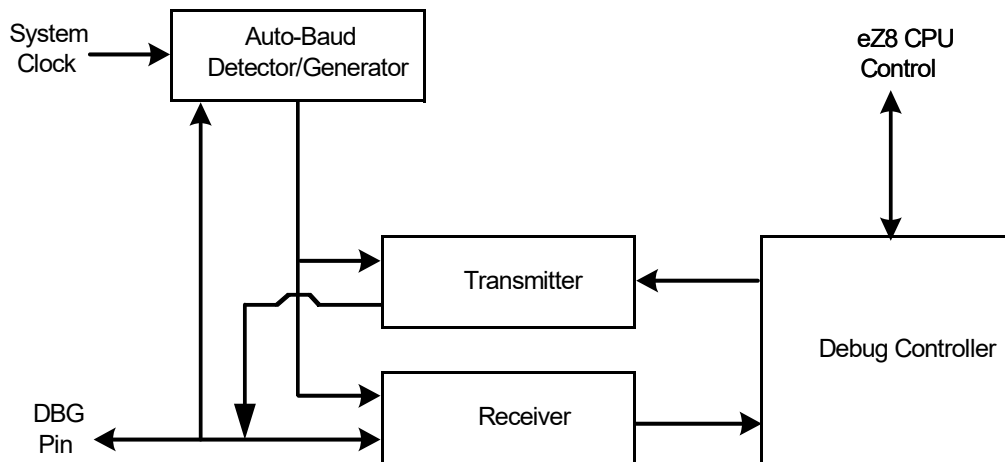 System
Clock
Auto-Baud
Detector/Generator
eZ8 CPU
Control
Transmitter
Debug Controller
Receiver
DBG
Pin